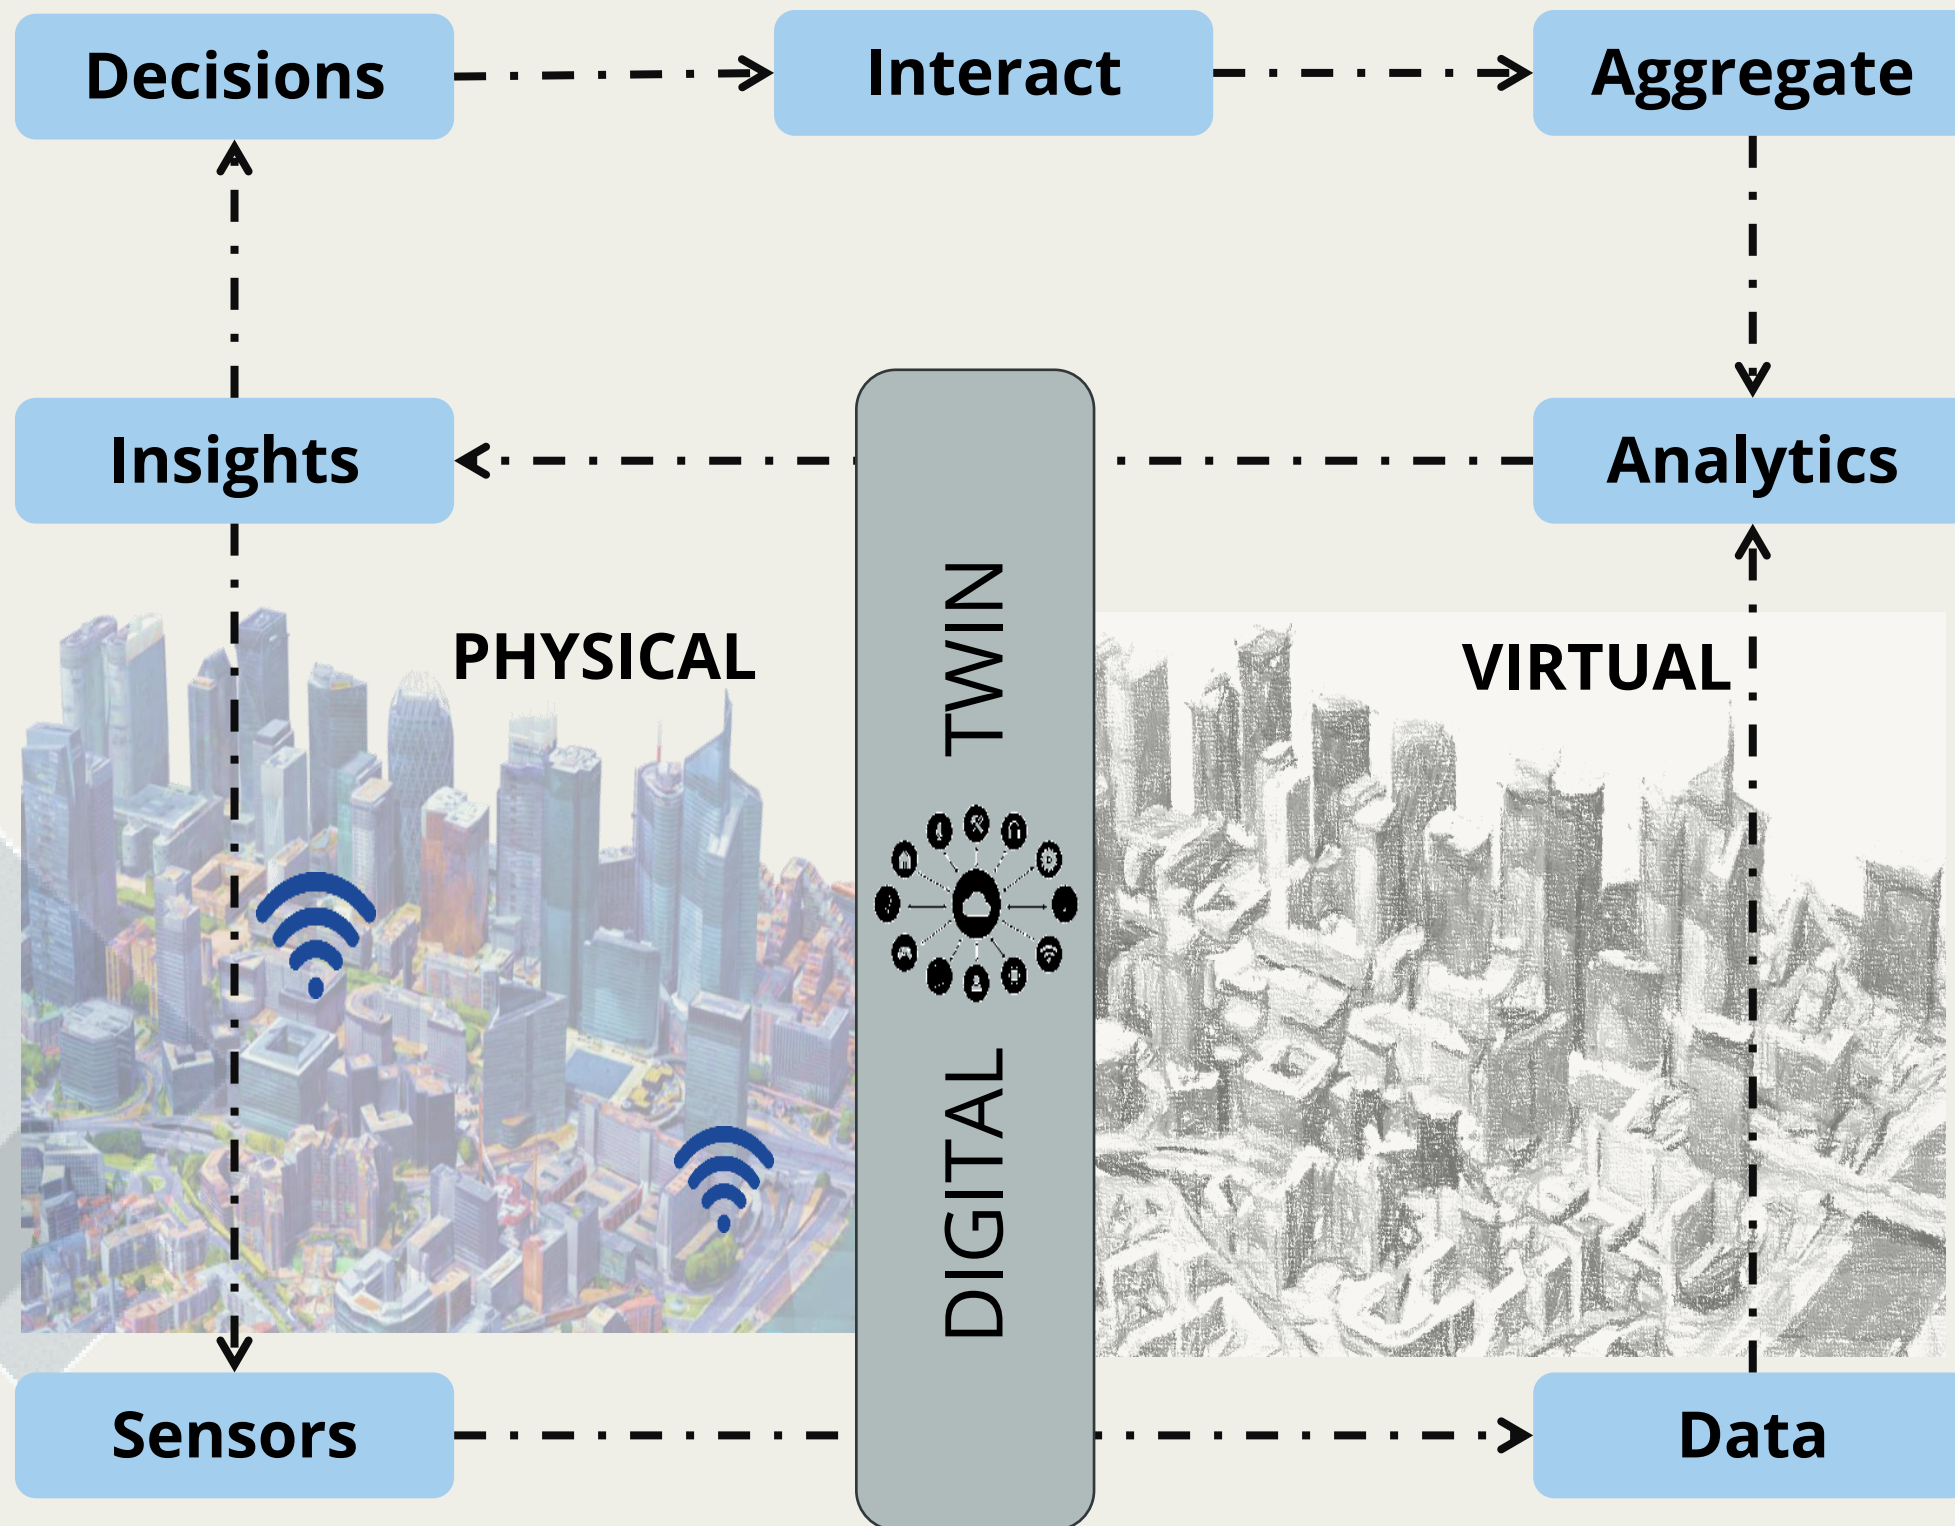 Decisions
Interact
Aggregate
Insights
Analytics
PHYSICAL
DIGITAL TWIN
VIRTUAL
Sensors
Data